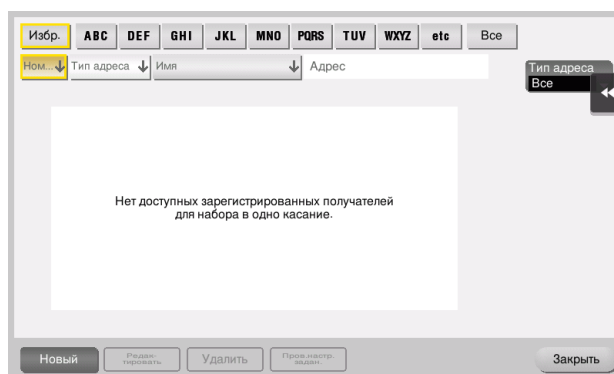 Избр. ABC DEF GHI JKL MNO PQRS TUV WXYZ etc Все
Ном... Тип адреса Имя Адрес
Тип адреса
Все
Нет доступных зарегистрированных получателей
для набора в одно касание.
Новый Редак- Удалить Пров.настр. Закрыть
тировать задан.